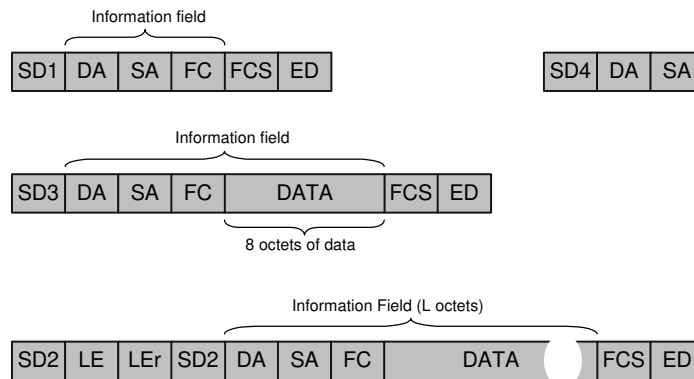 Information field
SD1 DA SA FC FCS ED
SD4 DA SA
Information field
SD3 DA SA FC DATA FCS ED
8 octets of data
Information Field (L octets)
SD2 LE LEr SD2 DA SA FC DATA FCS ED